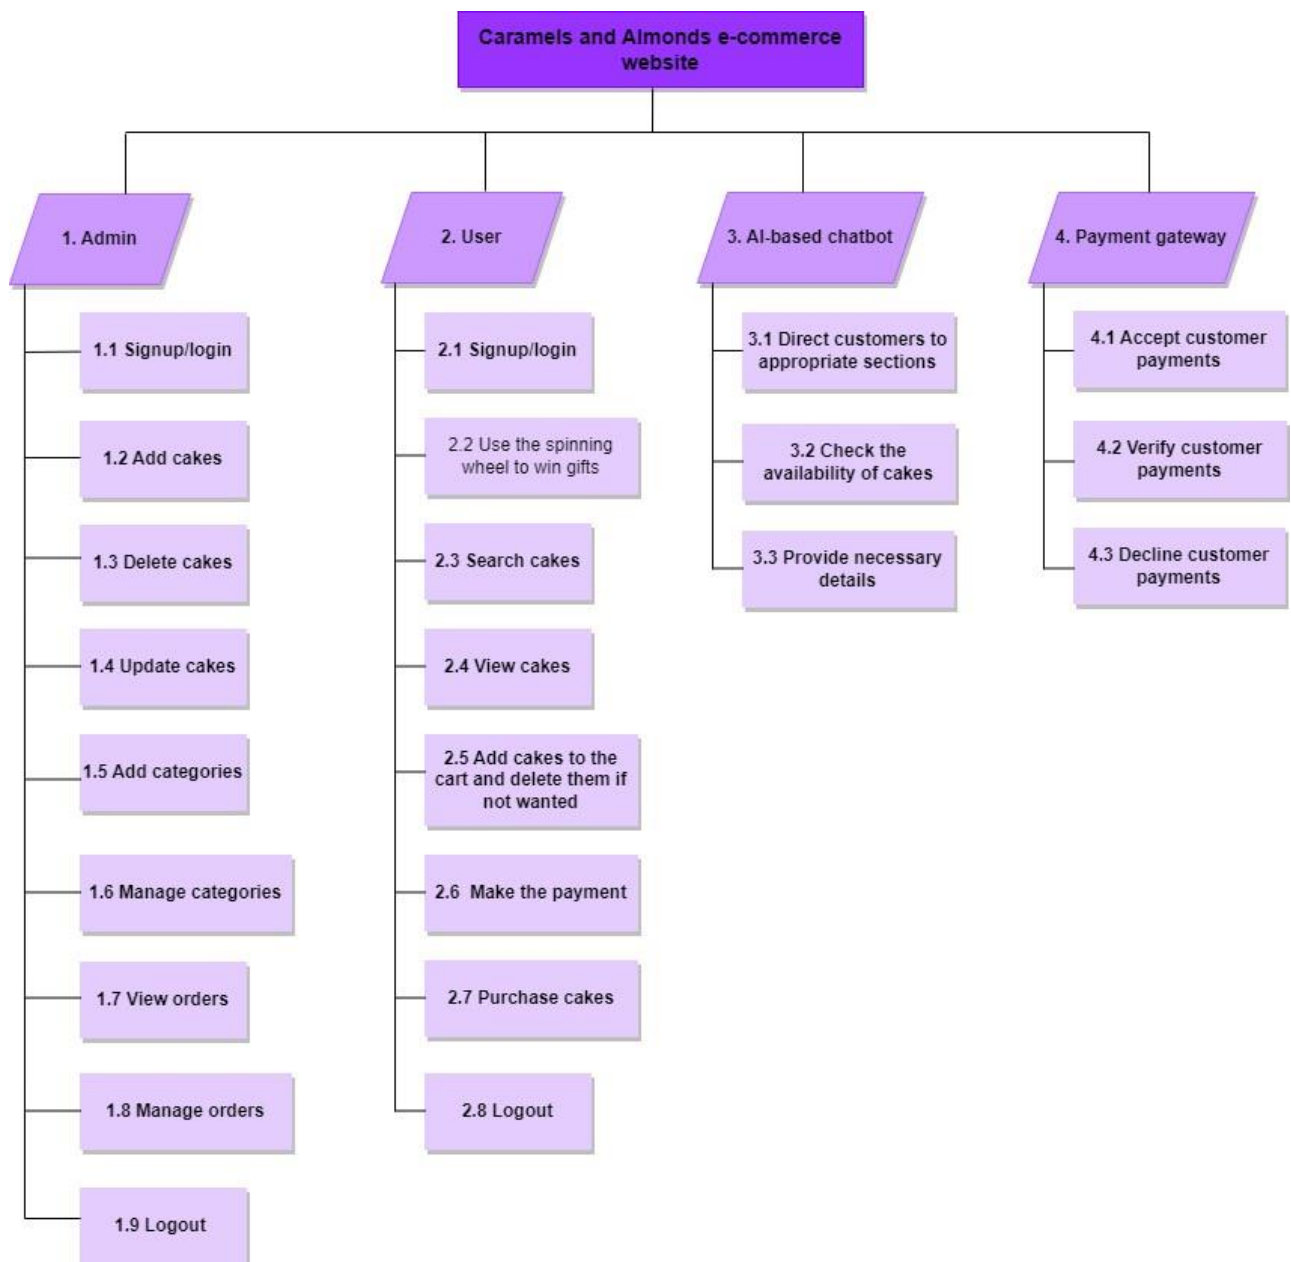 Caramels and Almonds e-commerce
website
1. Admin
2. User
3. AI-based chatbot
4. Payment gateway
1.1 Signup/login
1.2 Add cakes
1.3 Delete cakes
1.4 Update cakes
1.5 Add categories
1.6 Manage categories
1.7 View orders
1.8 Manage orders
1.9 Logout
2.1 Signup/login
2.2 Use the spinning
wheel to win gifts
2.3 Search cakes
2.4 View cakes
2.5 Add cakes to the
cart and delete them if
not wanted
2.6 Make the payment
2.7 Purchase cakes
2.8 Logout
3.1 Direct customers to
appropriate sections
3.2 Check the
availability of cakes
3.3 Provide necessary
details
4.1 Accept customer
payments
4.2 Verify customer
payments
4.3 Decline customer
payments